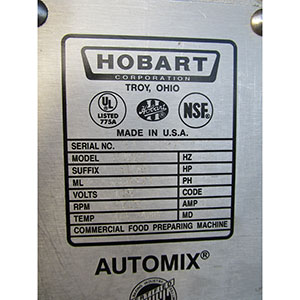 HOBART
CORPORATION
TROY, OHIO
UL
LISTED
775A
NSF
MADE IN U.S.A.
SERIAL NO.
MODEL HZ
SUFFIX HP
ML PH
VOLTS CODE
RPM AMP
TEMP MD
COMMERCIAL FOOD PREPARING MACHINE
AUTOMIX®